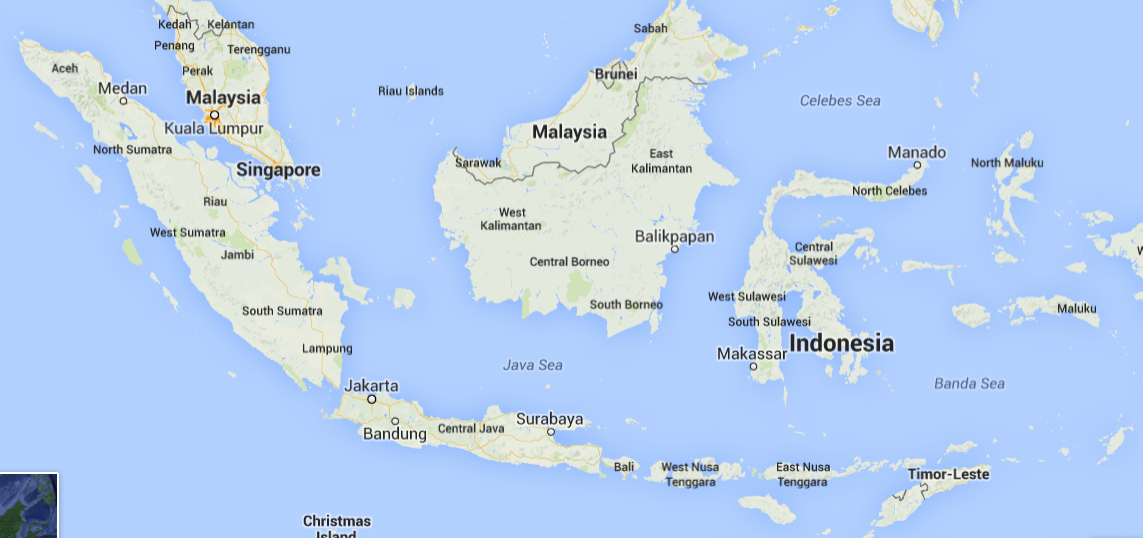 Kedah
Kelantan
Penang
Terengganu
Sabah
Aceh
Perak
Brunei
Medan
Malaysia
Riau Islands
Celebes Sea
Kuala Lumpur
Malaysia
North Sumatra
Sarawak
East
Kalimantan
Manado
North Maluku
Singapore
North Celebes
Riau
West
Kalimantan
West Sumatra
Balikpapan
Jambi
Central
Sulawesi
Central Borneo
South Sumatra
South Borneo
West Sulawesi
Maluku
South Sulawesi
Lampung
Indonesia
Makassar
Java Sea
Jakarta
Banda Sea
Surabaya
Bandung
Central Java
Bali
West Nusa
Tenggara
East Nusa
Tenggara
Timor-Leste
Christmas
Island